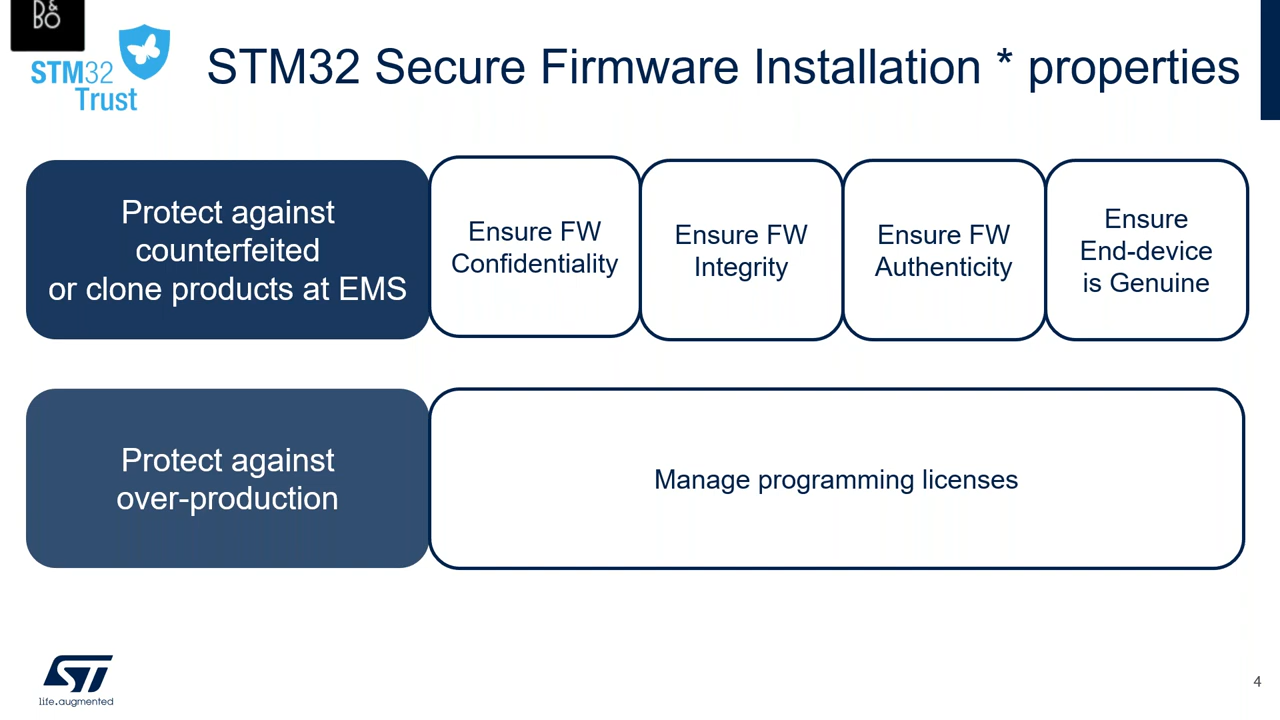 B&
BO
STM32
Trust
STM32 Secure Firmware Installation * properties
Protect against
counterfeited
or clone products at EMS
Ensure FW
Confidentiality
Ensure FW
Integrity
Ensure FW
Authenticity
Ensure
End-device
is Genuine
Protect against
over-production
Manage programming licenses
ST
life.augmented
4